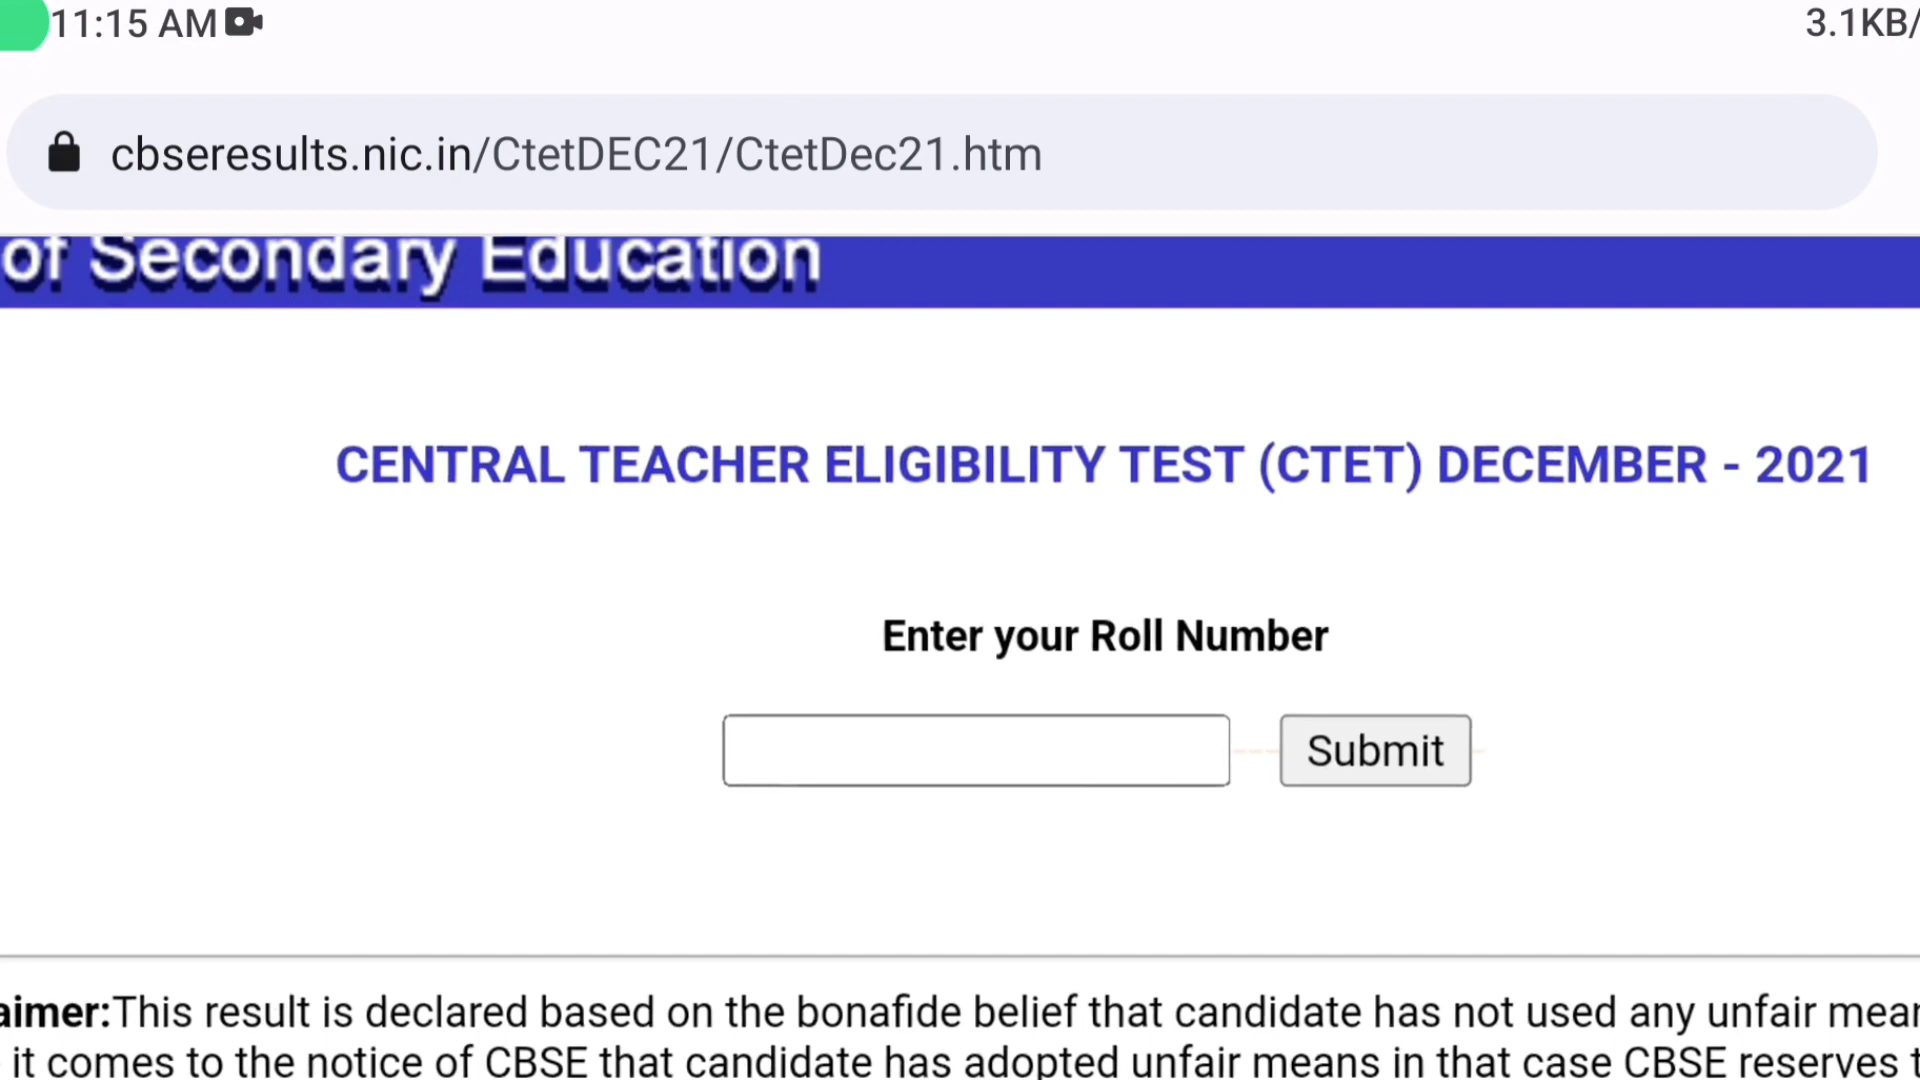 11:15 AM
3.1KB/
cbseresults.nic.in/CtetDEC21/CtetDec21.htm
of Secondary Education
CENTRAL TEACHER ELIGIBILITY TEST (CTET) DECEMBER - 2021
Enter your Roll Number
Submit
aimer:This result is declared based on the bonafide belief that candidate has not used any unfair mean
it comes to the notice of CBSE that candidate has adopted unfair means in that case CBSE reserves t